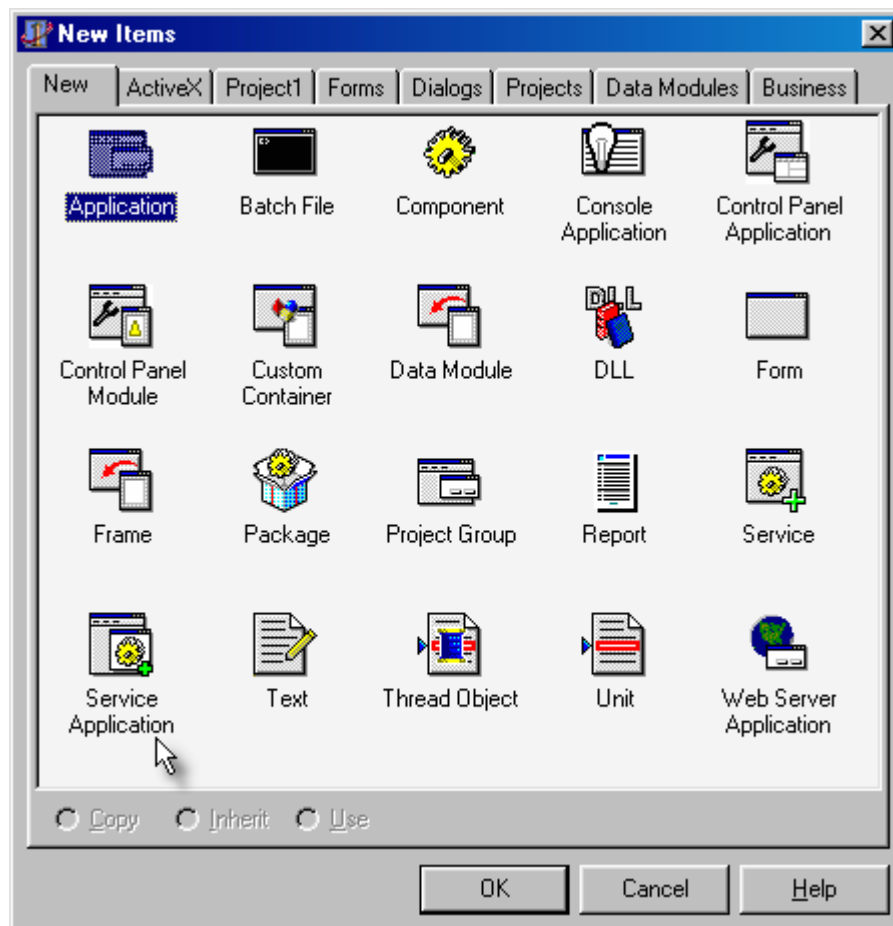 New Items
New ActiveX Project1 Forms Dialogs Projects Data Modules Business
Application Batch File Component Console Application Control Panel Application
Control Panel Module Custom Container Data Module DLL Form
Frame Package Project Group Report Service
Service Application Text Thread Object Unit Web Server Application
Copy Inherit Use
OK Cancel Help